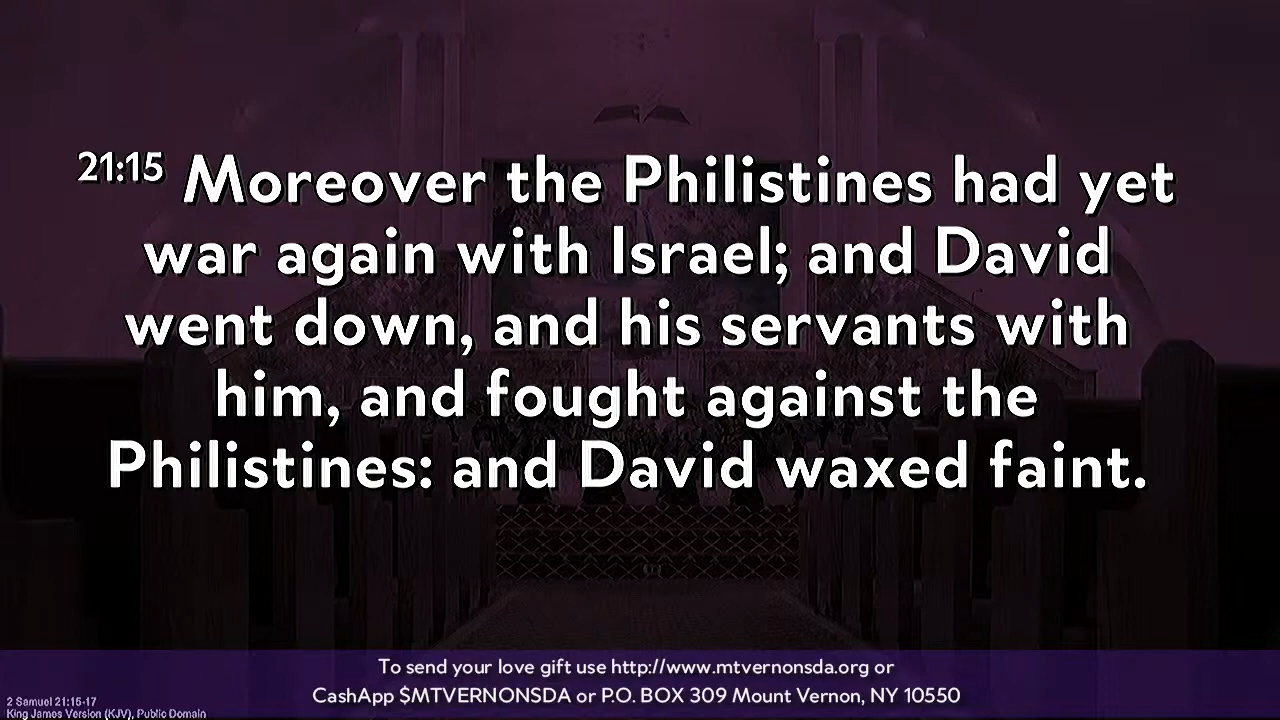 21:15 Moreover the Philistines had yet
war again with Israel; and David
went down, and his servants with
him, and fought against the
Philistines: and David waxed faint.
To send your love gift use http://www.mtvernonsda.org or
CashApp $MTVERNONSDA or P.O. BOX 309 Mount Vernon, NY 10550
2 Samuel 21:15-17
King James Version (KJV), Public Domain